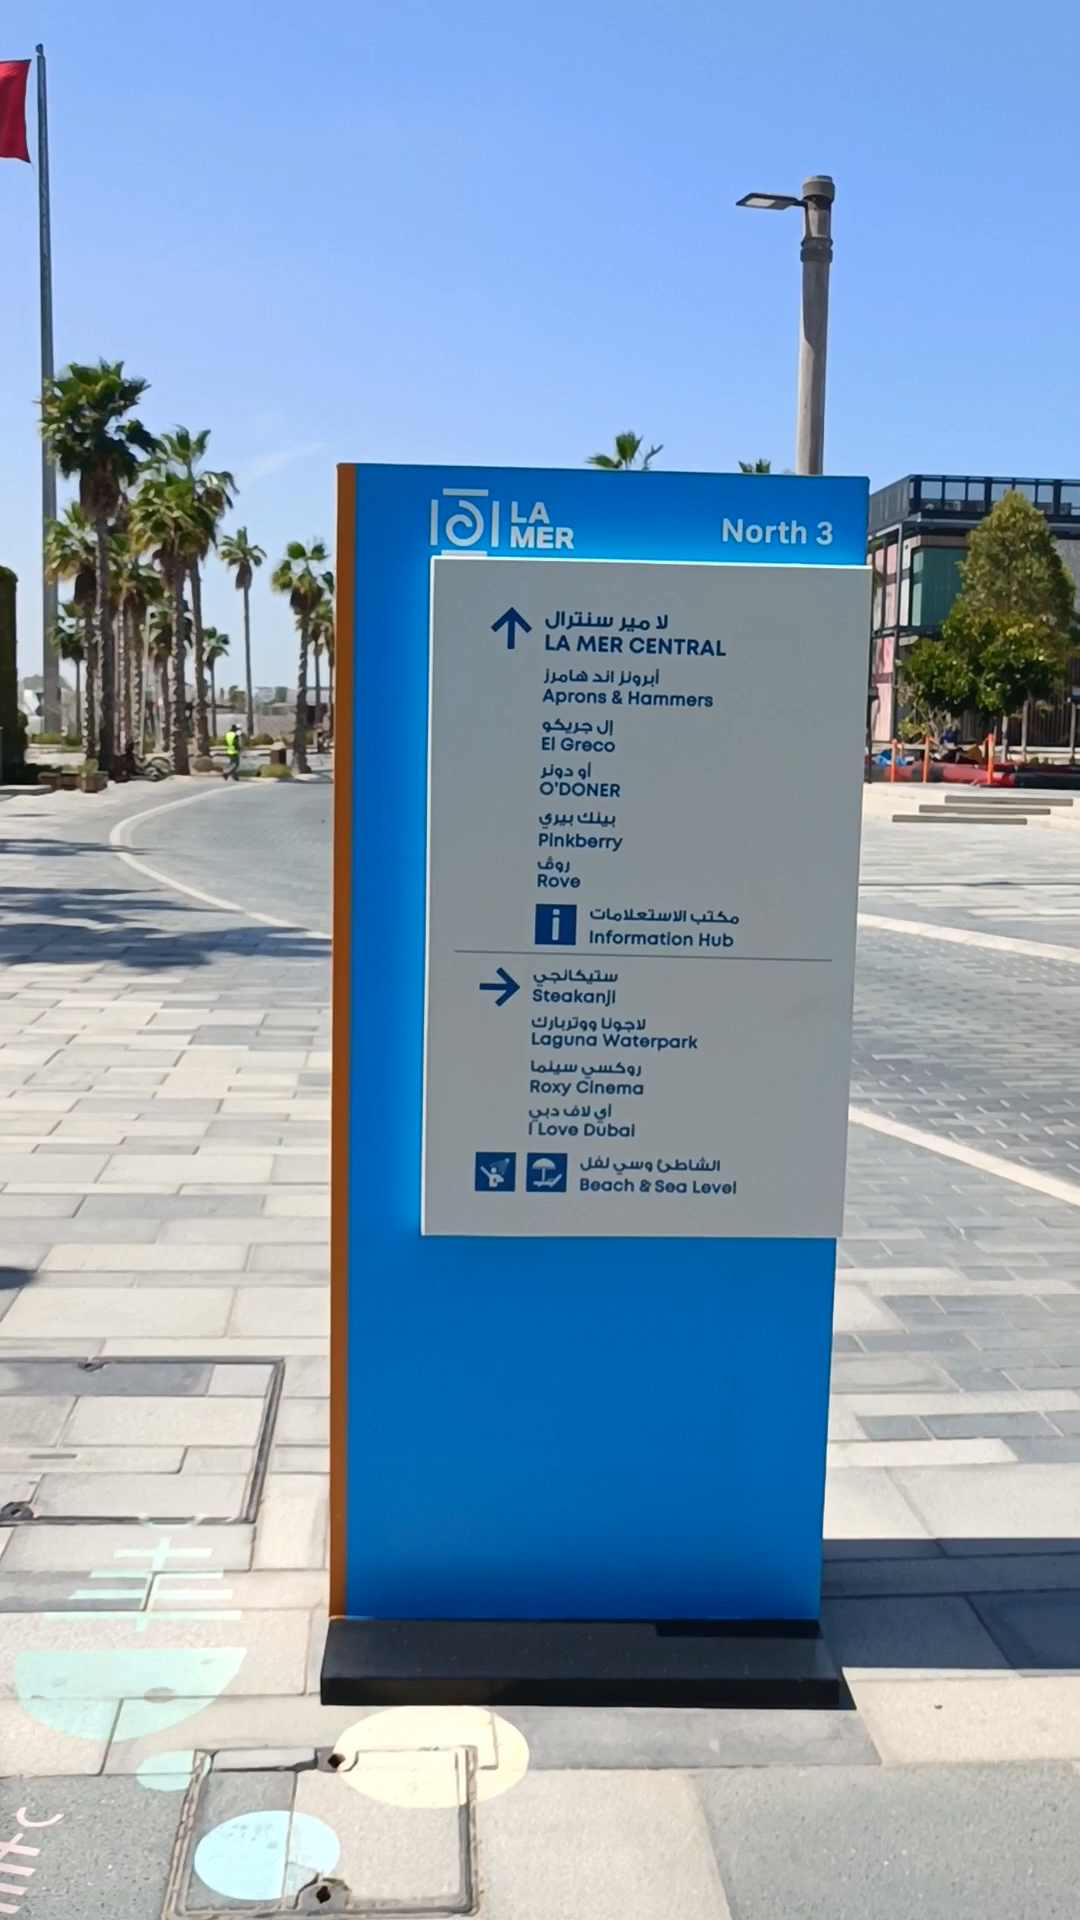 LA
MER
North 3
لا مير سنترال
LA MER CENTRAL
أبرونز اند هامرز
Aprons & Hammers
إل جريكو
El Greco
أو دونر
O'DONER
بينك بيري
Pinkberry
روڤ
Rove
مكتب الاستعلامات
Information Hub
ستيكانجي
Steakanji
لاجونا ووتربارك
Laguna Waterpark
روكسي سينما
Roxy Cinema
أي لاف دبي
I Love Dubai
الشاطئ وسي لفل
Beach & Sea Level